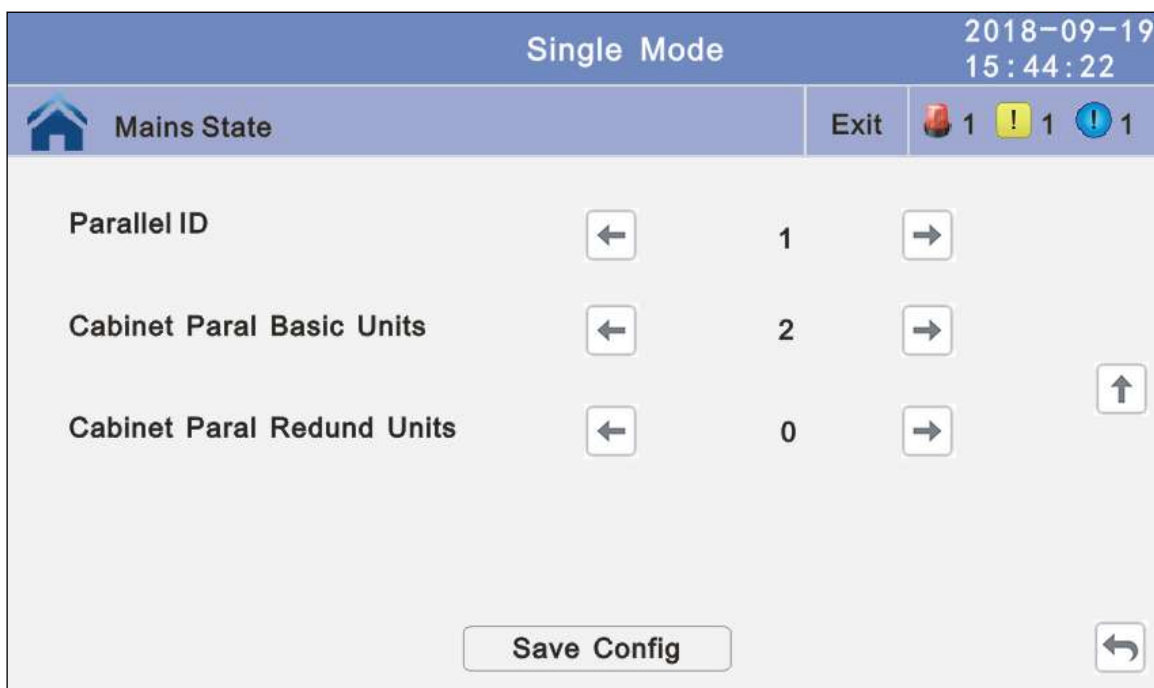 Single Mode
2018-09-19
15:44:22
Mains State
Exit
1
! 1
! 1
Parallel ID
1
Cabinet Paral Basic Units
2
Cabinet Paral Redund Units
0
Save Config